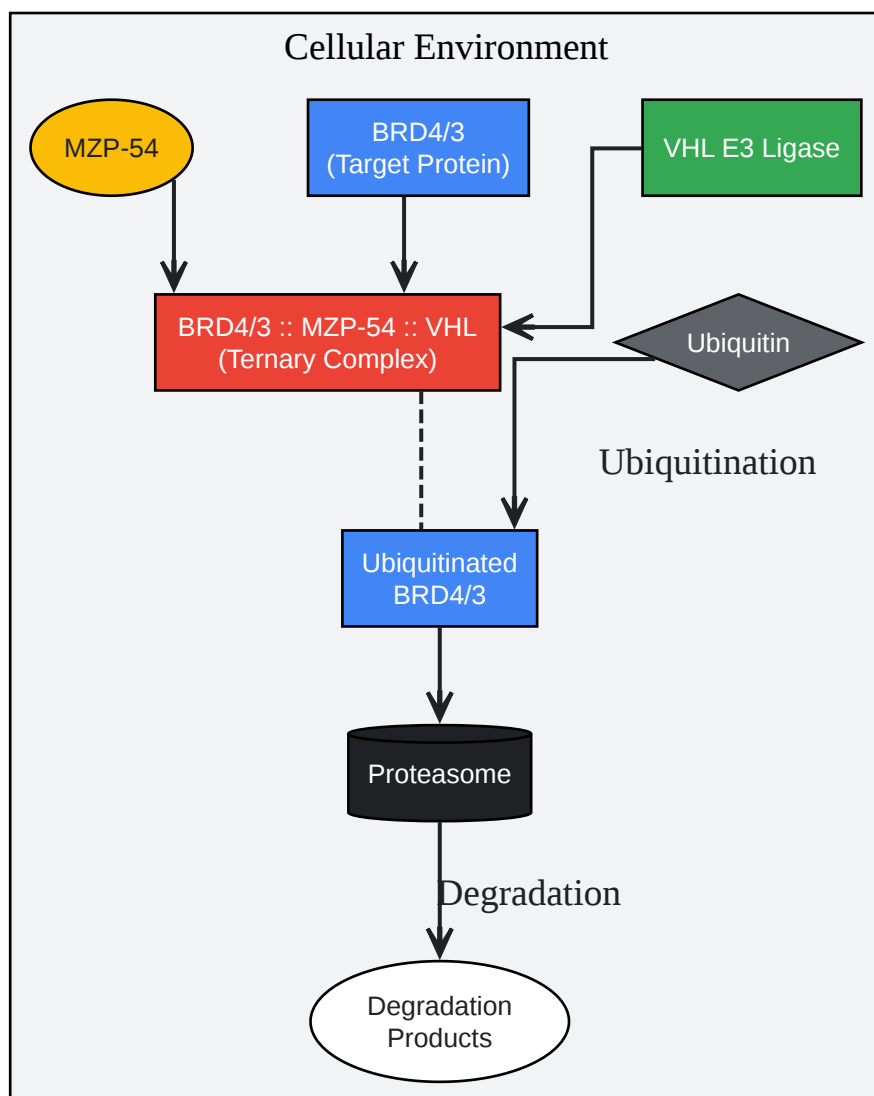 Cellular Environment
MZP-54
BRD4/3
(Target Protein)
VHL E3 Ligase
BRD4/3 :: MZP-54 :: VHL
(Ternary Complex)
Ubiquitin
Ubiquitination
Ubiquitinated
BRD4/3
Proteasome
Degradation
Degradation
Products